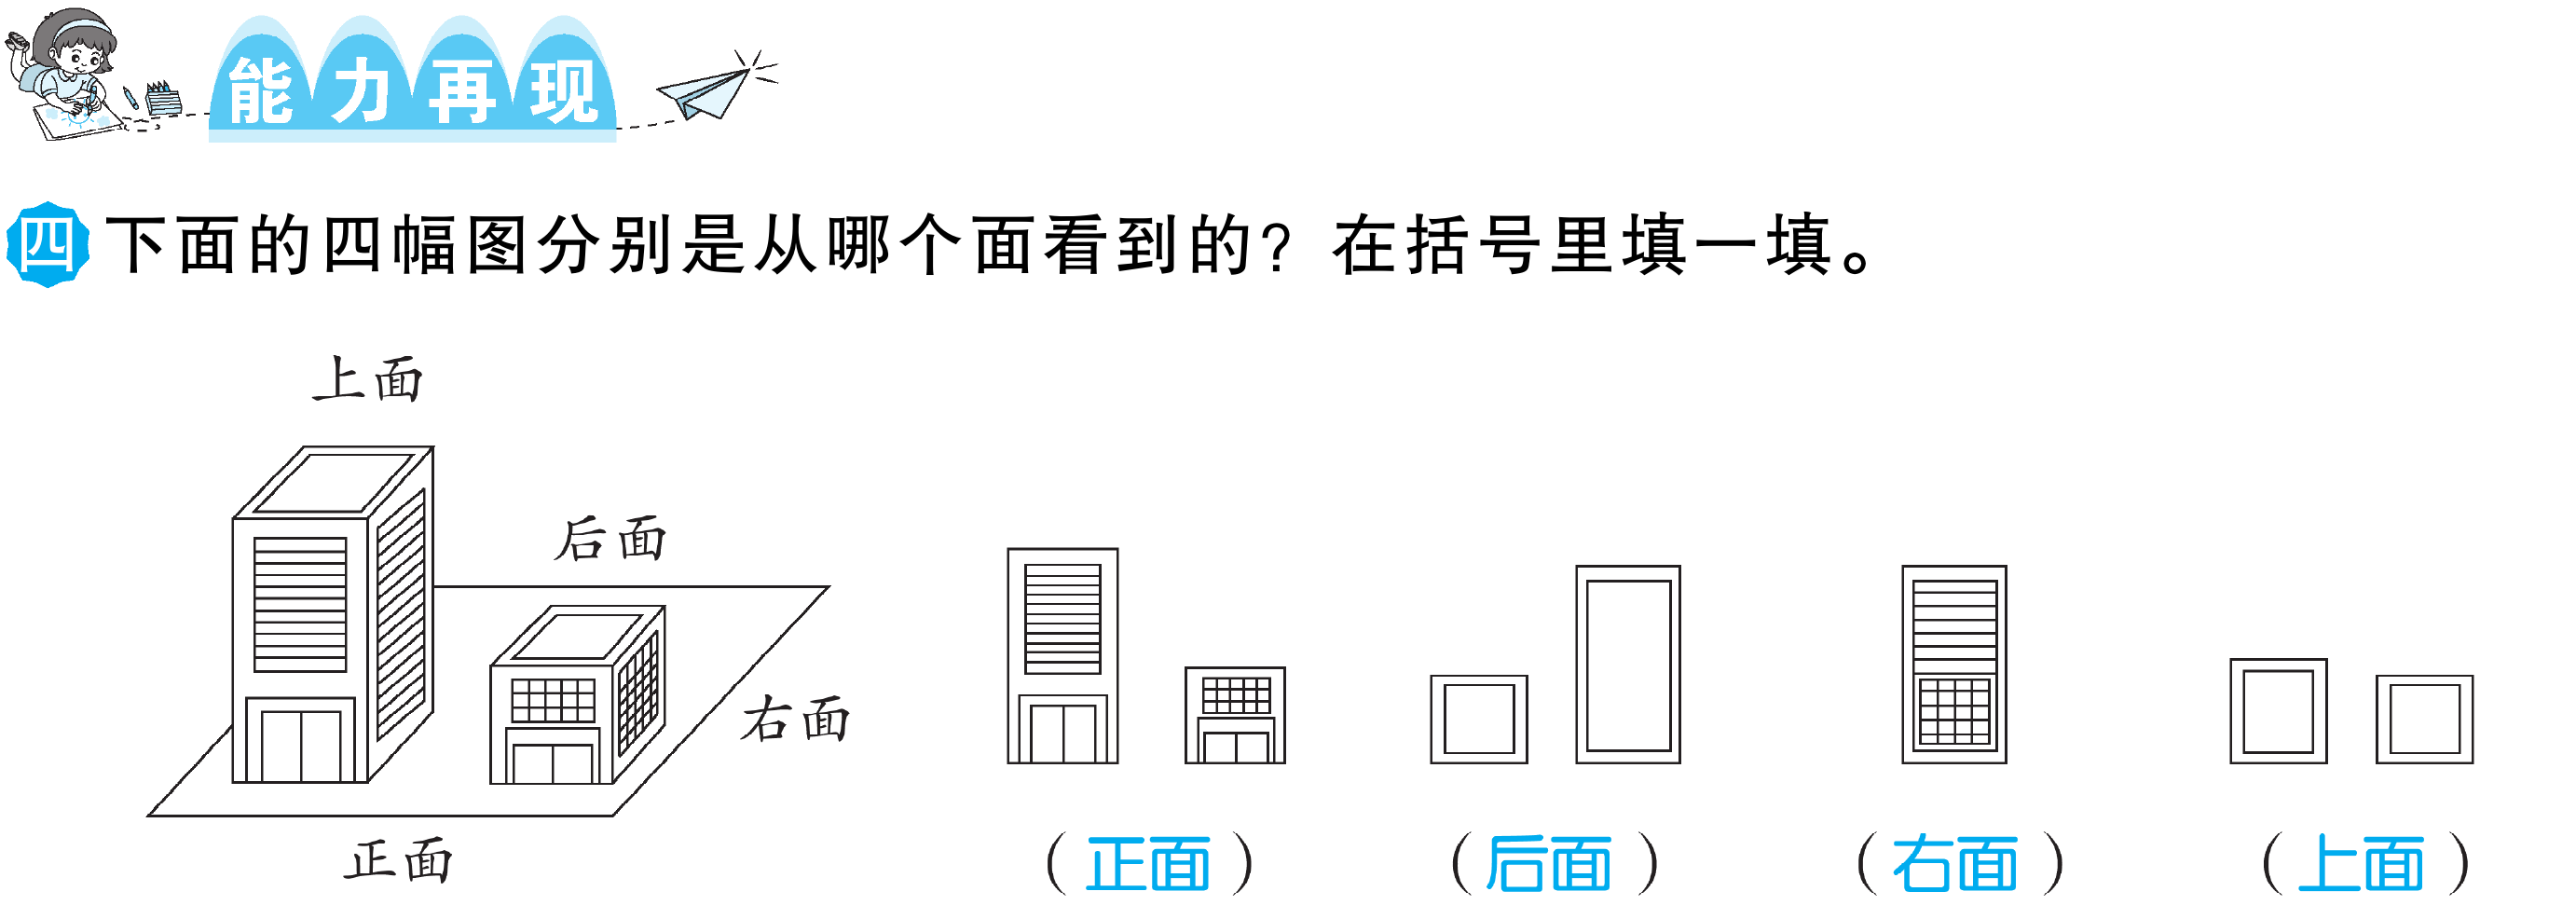 能力再现
四 下面的四幅图分别是从哪个面看到的？在括号里填一填。
上面
后面
右面
正面
（正面） （后面） （右面） （上面）